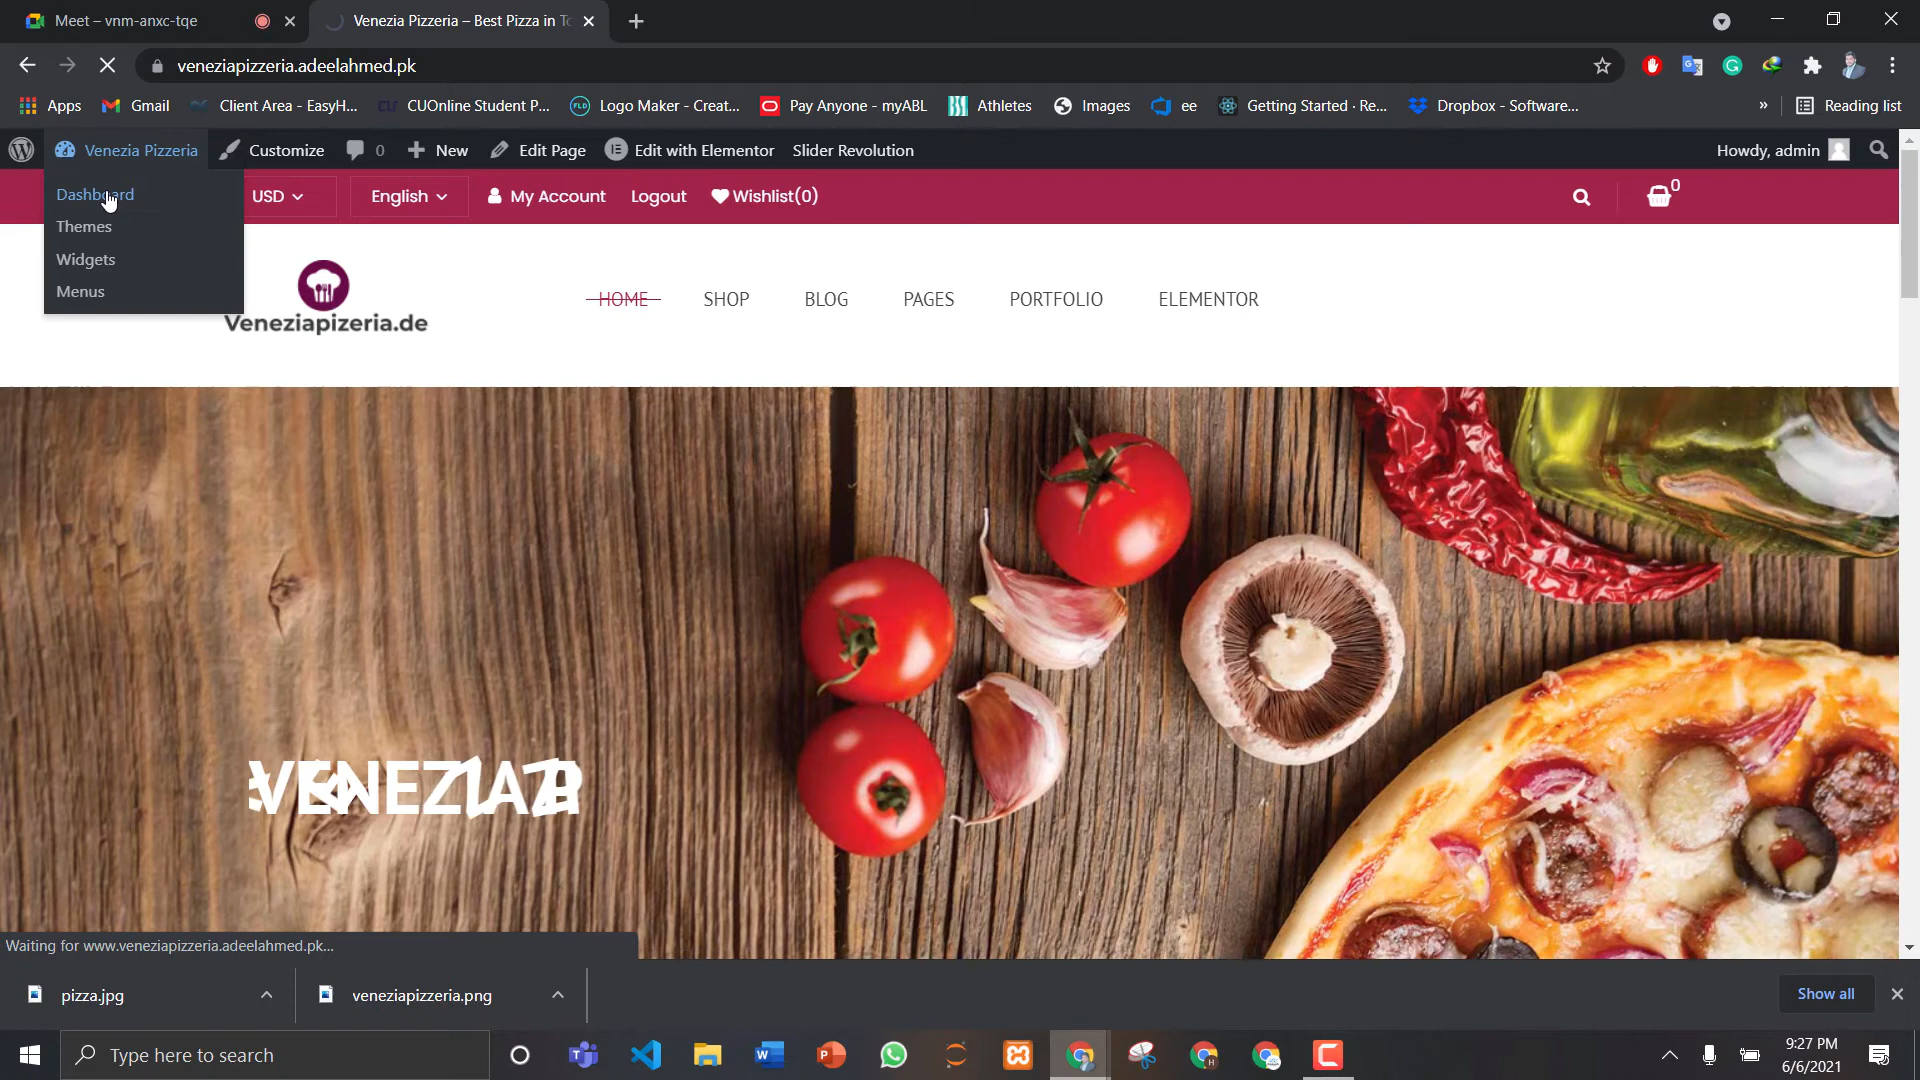 Meet – vnm-anxc-tqe
Venezia Pizzeria – Best Pizza in To
veneziapizzeria.adeelahmed.pk
Apps Gmail Client Area - EasyH... CUOnline Student P... Logo Maker - Creat... Pay Anyone - myABL Athletes Images ee Getting Started · Re... Dropbox - Software... » Reading list
Venezia Pizzeria Customize 0 New Edit Page Edit with Elementor Slider Revolution Howdy, admin
Dashboard
Themes
Widgets
Menus
USD English My Account Logout Wishlist(0) 0
Veneziapizeria.de
HOME SHOP BLOG PAGES PORTFOLIO ELEMENTOR
Waiting for www.veneziapizzeria.adeelahmed.pk...
pizza.jpg veneziapizzeria.png Show all
Type here to search
9:27 PM
6/6/2021